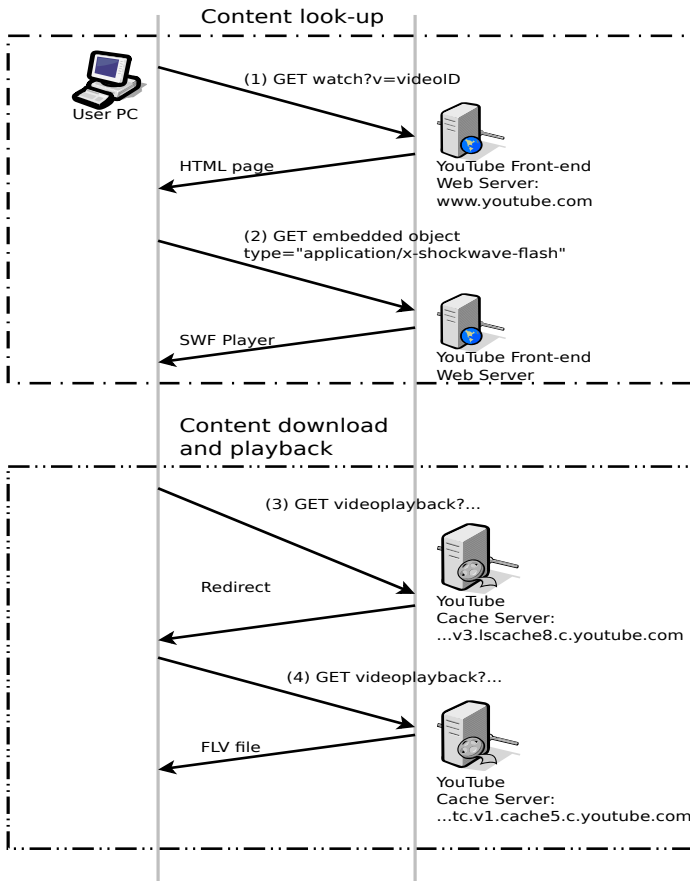 Content look-up
(1) GET watch?v=videoID
User PC
HTML page
YouTube Front-end
Web Server:
www.youtube.com
(2) GET embedded object
type="application/x-shockwave-flash"
SWF Player
YouTube Front-end
Web Server
Content download
and playback
(3) GET videoplayback?...
Redirect
YouTube
Cache Server:
...v3.lscache8.c.youtube.com
(4) GET videoplayback?...
FLV file
YouTube
Cache Server:
...tc.v1.cache5.c.youtube.com